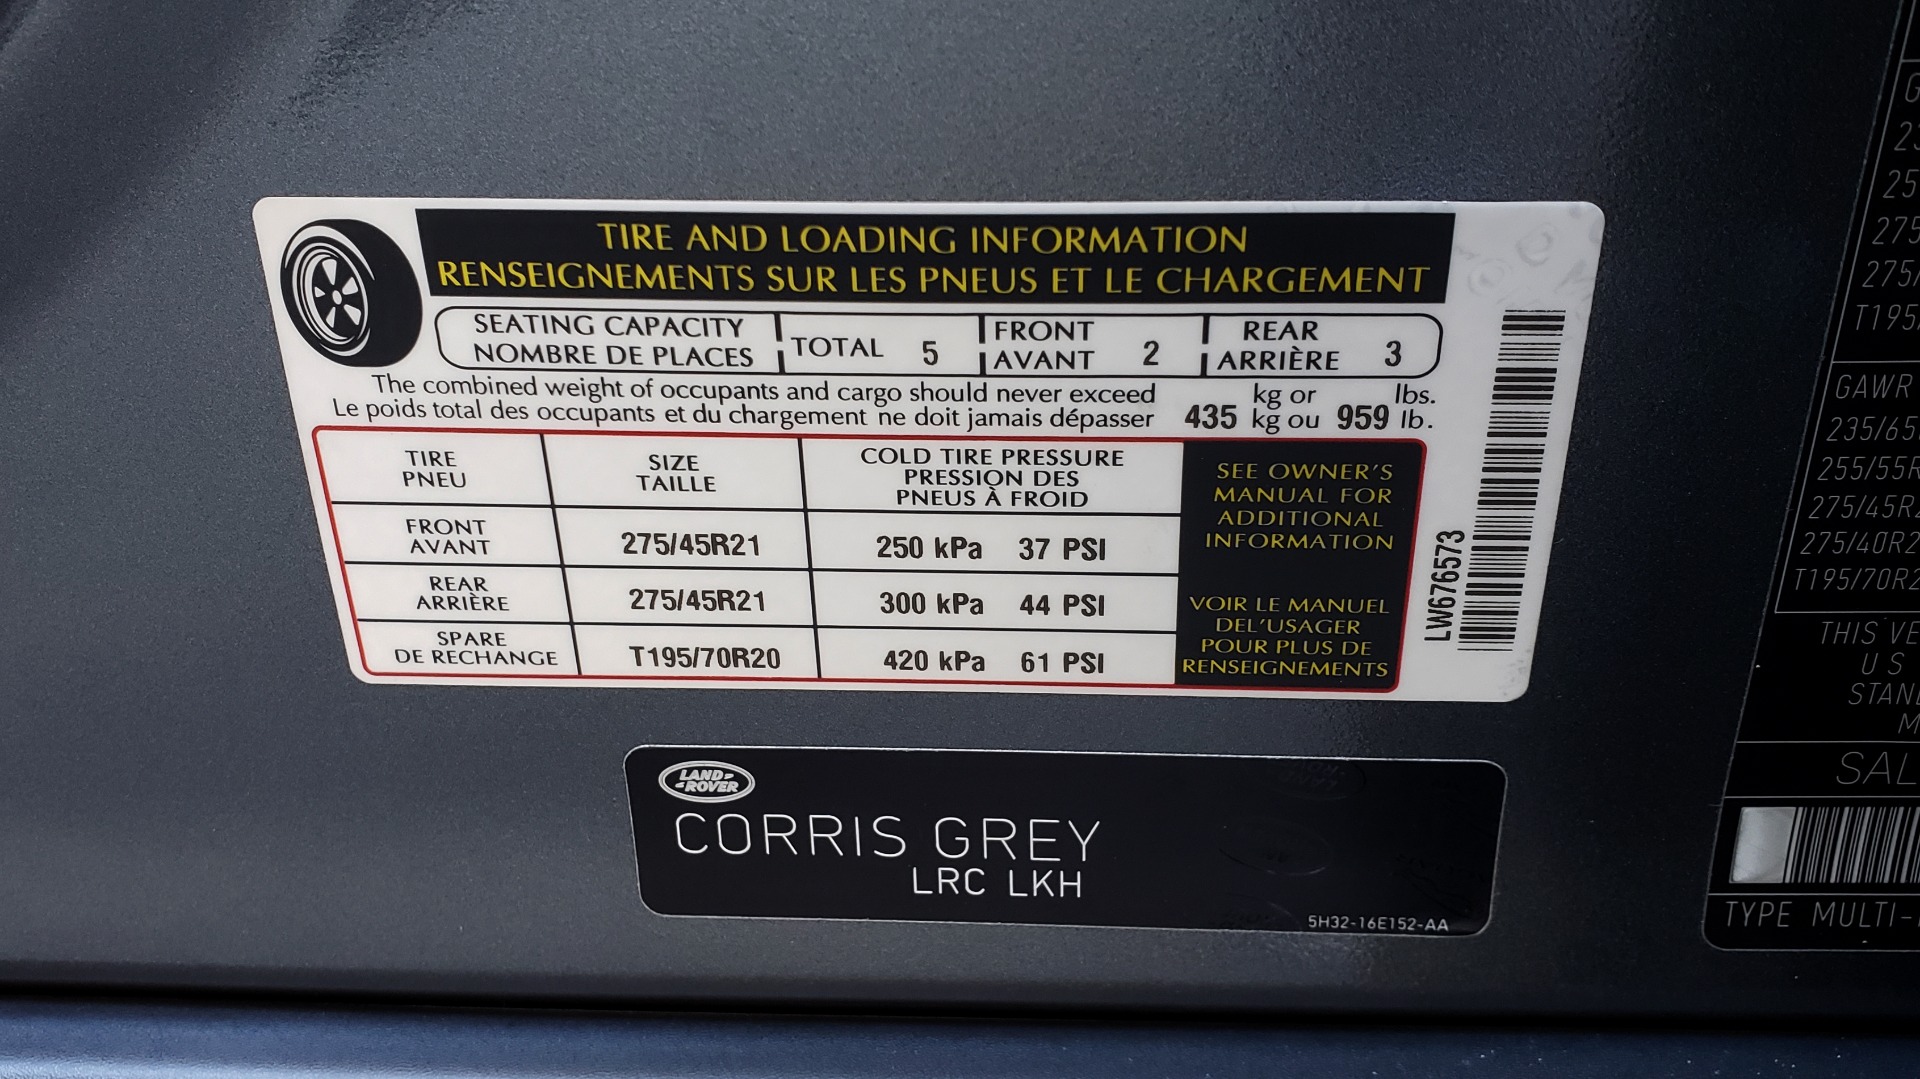 TIRE AND LOADING INFORMATION
RENSEIGNEMENTS SUR LES PNEUS ET LE CHARGEMENT
SEATING CAPACITY
NOMBRE DE PLACES
TOTAL 5
FRONT
AVANT 2
REAR
ARRIÈRE 3
The combined weight of occupants and cargo should never exceed kg or lbs.
Le poids total des occupants et du chargement ne doit jamais dépasser 435 kg ou 959 lb.
TIRE
PNEU
SIZE
TAILLE
COLD TIRE PRESSURE
PRESSION DES
PNEUS À FROID
FRONT
AVANT
275/45R21
250 kPa 37 PSI
REAR
ARRIÈRE
275/45R21
300 kPa 44 PSI
SPARE
DE RECHANGE
T195/70R20
420 kPa 61 PSI
SEE OWNER'S
MANUAL FOR
ADDITIONAL
INFORMATION
VOIR LE MANUEL
DEL'USAGER
POUR PLUS DE
RENSEIGNEMENTS
LW676573
LAND-
-ROVER
CORRIS GREY
LRC LKH
5H32-16E152-AA
275
275/
T195
GAWR
235/65
255/55R
275/45R2
275/40R2
T195/70R2
THIS VE
U S
STAN
M
SAL
TYPE MULTI-